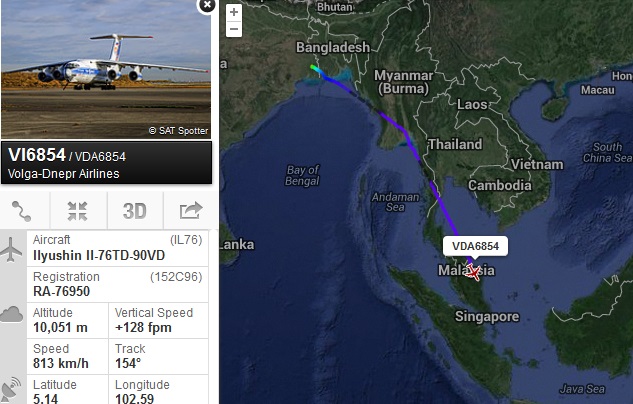 © SAT Spotter
VI6854 / VDA6854
Volga-Dnepr Airlines
3D
Aircraft (IL76)
Ilyushin Il-76TD-90VD
Registration (152C96)
RA-76950
Altitude Vertical Speed
10,051 m +128 fpm
Speed Track
813 km/h 154°
Latitude Longitude
5.14 102.59
+
−
Bhutan
Bangladesh
Myanmar
(Burma)
Macau
Laos
Thailand
Vietnam
South
China Sea
Bay of
Bengal
Cambodia
Andaman
Sea
Lanka
VDA6854
Malaysia
Singapore
Java Sea